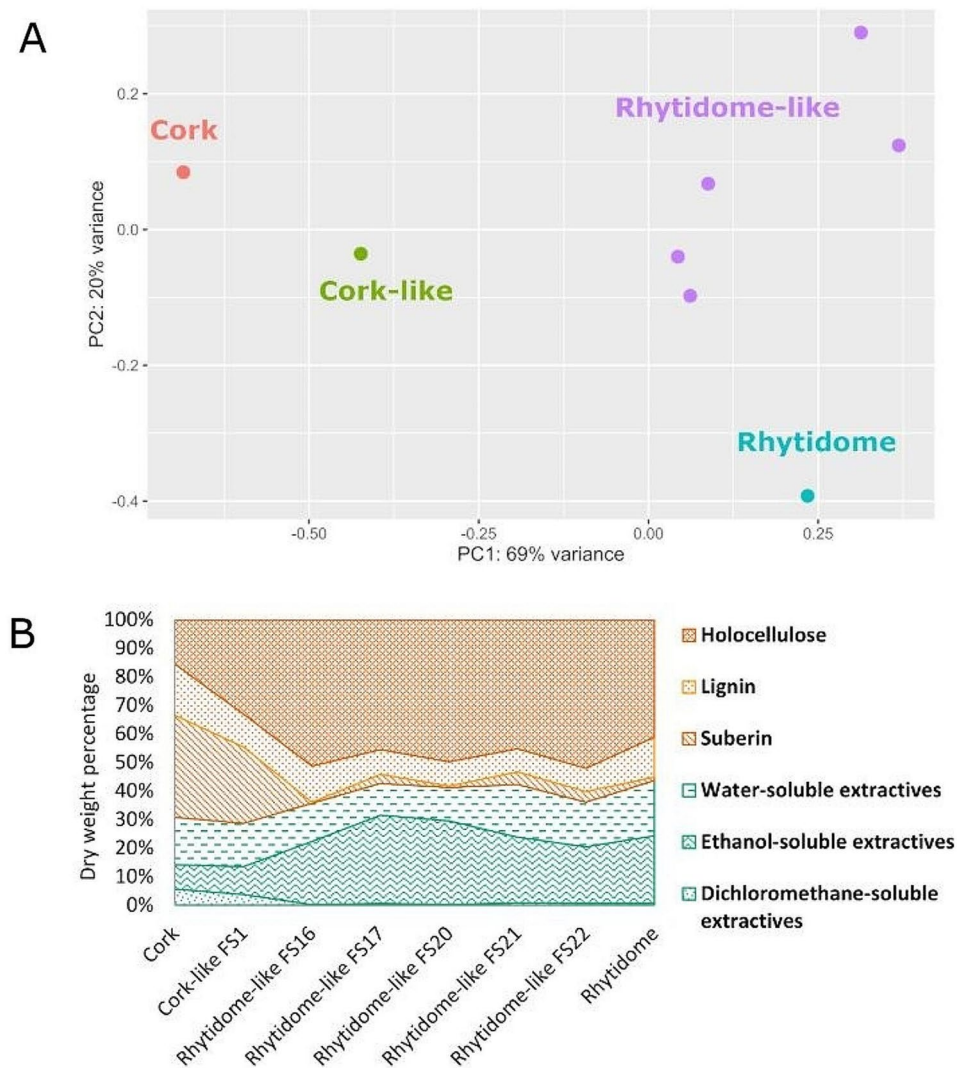 A
Cork
Rhytidome-like
Cork-like
Rhytidome
PC2: 20% variance
0.2
0.0
-0.2
-0.4
-0.50
-0.25
0.00
0.25
PC1: 69% variance
B
Dry weight percentage
100%
90%
80%
70%
60%
50%
40%
30%
20%
10%
0%
Cork
Cork-like FS1
Rhytidome-like FS16
Rhytidome-like FS17
Rhytidome-like FS20
Rhytidome-like FS21
Rhytidome-like FS22
Rhytidome
Holocellulose
Lignin
Suberin
Water-soluble extractives
Ethanol-soluble extractives
Dichloromethane-soluble
extractives